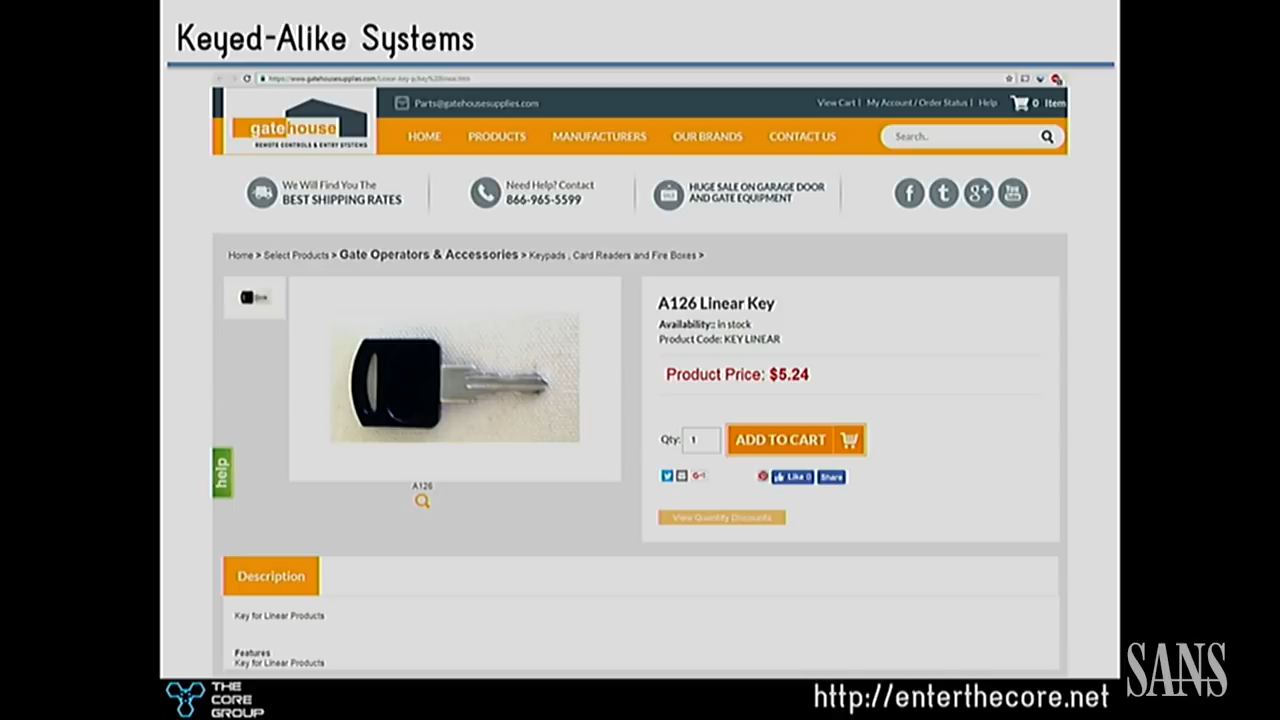 Keyed-Alike Systems
gatehouse
REMOTE CONTROLS & ENTRY SYSTEMS
Parts@gatehousesupplies.com
View Cart | My Account / Order Status | Help
0 Item
HOME PRODUCTS MANUFACTURERS OUR BRANDS CONTACT US
Search..
We Will Find You The
BEST SHIPPING RATES
Need Help? Contact
866-965-5599
HUGE SALE ON GARAGE DOOR
AND GATE EQUIPMENT
f t g+ You Tube
Home > Select Products > Gate Operators & Accessories > Keypads , Card Readers and Fire Boxes >
A126 Linear Key
Availability:: in stock
Product Code: KEY LINEAR
Product Price: $5.24
Qty: 1 ADD TO CART
G+ Like 0 Share
View Quantity Discounts
help
A126
Description
Key for Linear Products
Features
Key for Linear Products
THE
CORE
GROUP
http://enterthecore.net
SANS